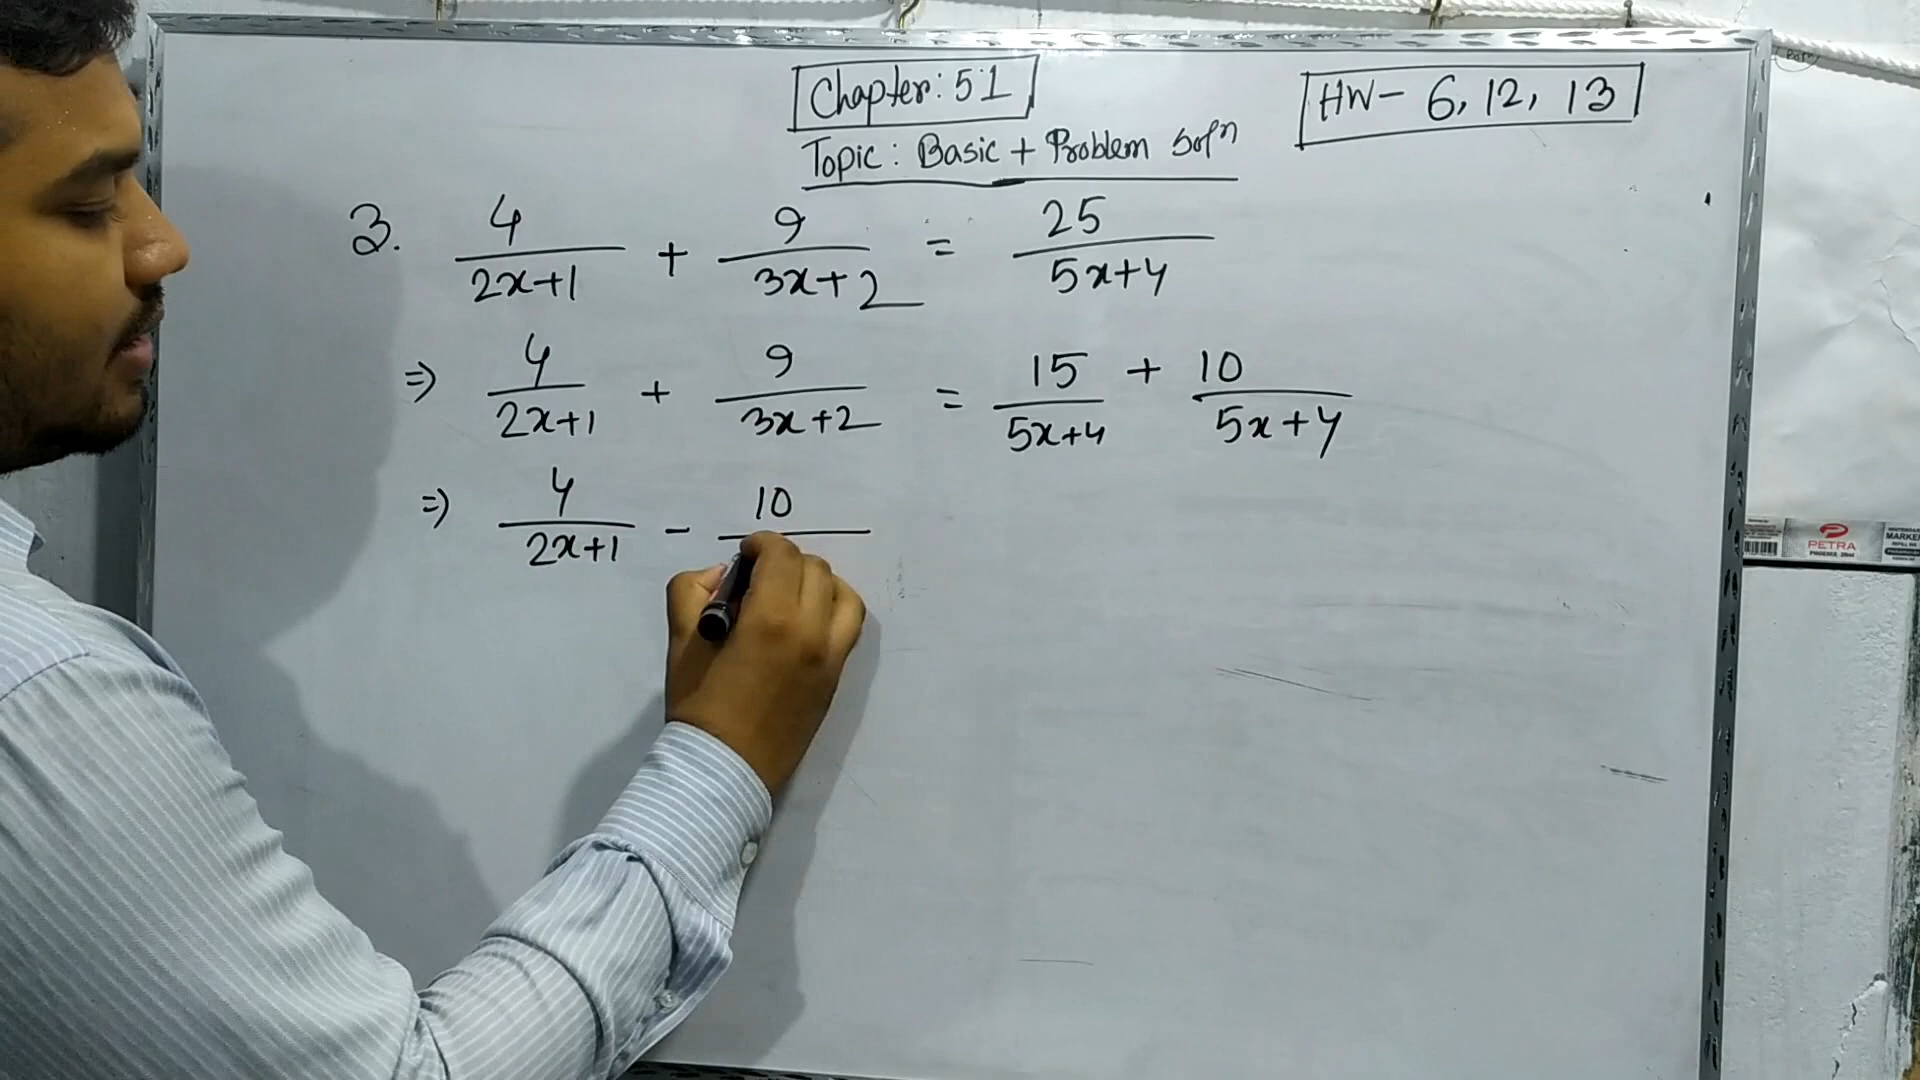 Chapter: 5.1
HW- 6, 12, 13
Topic: Basic + Problem Solⁿ
3. 4/(2x+1) + 9/(3x+2) = 25/(5x+4)
⇒ 4/(2x+1) + 9/(3x+2) = 15/(5x+4) + 10/(5x+4)
⇒ 4/(2x+1) - 10/
PETRA
MARKER